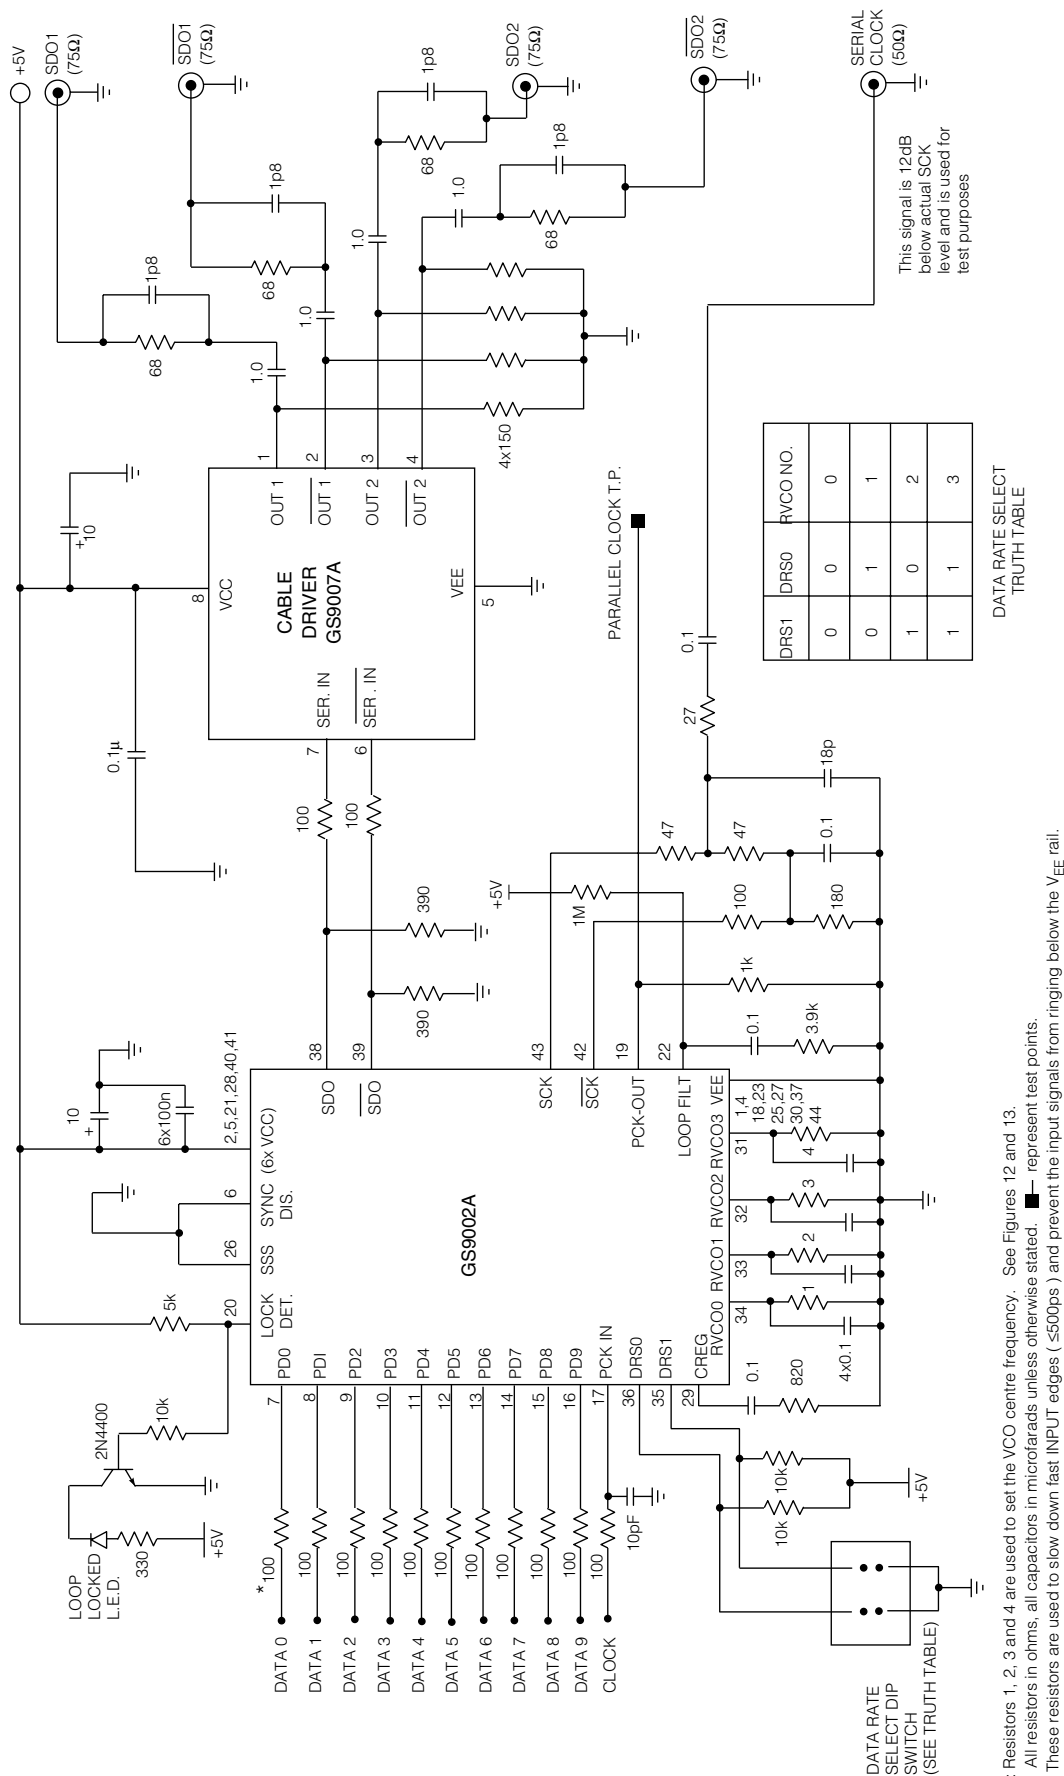 +5V
SDO1
(75Ω)
SDO1
(75Ω)
SDO2
(75Ω)
SDO2
(75Ω)
SERIAL
CLOCK
(50Ω)
This signal is 12dB
below actual SCK
level and is used for
test purposes
1p8
68
1.0
1p8
68
1.0
1p8
68
1.0
1p8
68
1.0
4x150
+10
0.1µ
8
VCC
CABLE
DRIVER
GS9007A
VEE
5
OUT 1
1
OUT 1
2
OUT 2
3
OUT 2
4
SER. IN
7
SER . IN
6
100
100
390
390
PARALLEL CLOCK T.P.
DRS1 DRS0 RVCO NO.
0 0 0
0 1 1
1 0 2
1 1 3
DATA RATE SELECT
TRUTH TABLE
0.1
27
18p
47
47
0.1
+5V
1M
100
180
1k
0.1
3.9k
10
+
6x100n
2,5,21,28,40,41
(6x VCC)
6
SYNC
DIS.
26
SSS
20
LOCK
DET.
5k
10k
2N4400
LOOP
LOCKED
L.E.D.
330
+5V
GS9002A
38
SDO
39
SDO
43
SCK
42
SCK
19
PCK-OUT
22
LOOP FILT
VEE
1,4
18,23
25,27
30,37
44
RVCO3
31
4
RVCO2
32
3
RVCO1
33
2
RVCO0
34
1
4x0.1
CREG
29
0.1
820
DATA 0
*100
7
PD0
DATA 1
100
8
PDI
DATA 2
100
9
PD2
DATA 3
100
10
PD3
DATA 4
100
11
PD4
DATA 5
100
12
PD5
DATA 6
100
13
PD6
DATA 7
100
14
PD7
DATA 8
100
15
PD8
DATA 9
100
16
PD9
CLOCK
100
17
PCK IN
10pF
36
DRS0
35
DRS1
10k
10k
+5V
DATA RATE
SELECT DIP
SWITCH
(SEE TRUTH TABLE)
: Resistors 1, 2, 3 and 4 are used to set the VCO centre frequency. See Figures 12 and 13.
All resistors in ohms, all capacitors in microfarads unless otherwise stated. ■— represent test points.
These resistors are used to slow down fast INPUT edges ( ≤500ps ) and prevent the input signals from ringing below the VEE rail.